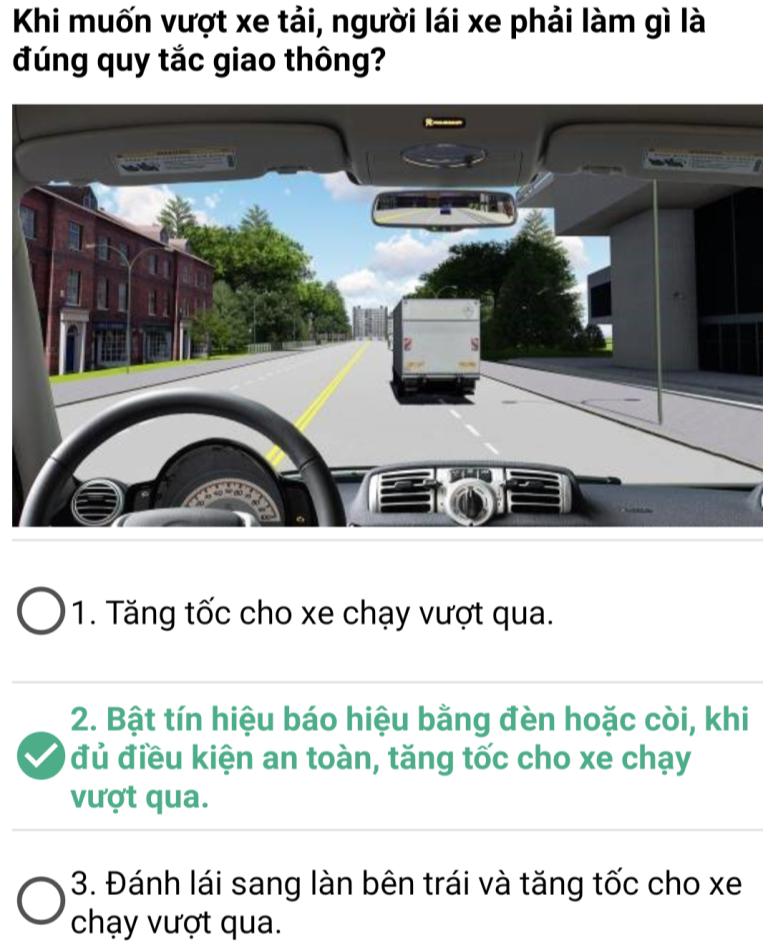 Khi muốn vượt xe tải, người lái xe phải làm gì là
đúng quy tắc giao thông?
1. Tăng tốc cho xe chạy vượt qua.
2. Bật tín hiệu báo hiệu bằng đèn hoặc còi, khi
đủ điều kiện an toàn, tăng tốc cho xe chạy
vượt qua.
3. Đánh lái sang làn bên trái và tăng tốc cho xe
chạy vượt qua.